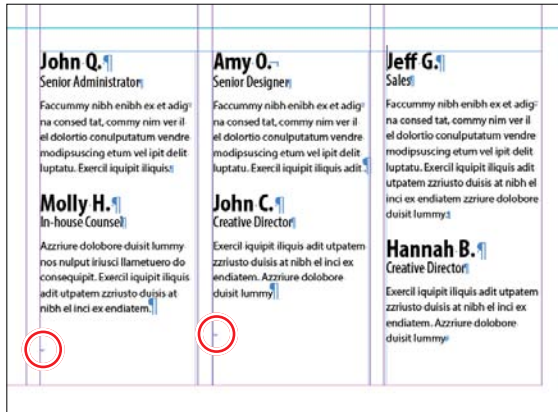 John Q.¶
Senior Administrator¶
Faccummy nibh enibh ex et adig-
na consed tat, commy nim ver il
el dolortio conulputatum vendre
modipsuscing etum vel ipit delit
luptatu. Exercil iquipit iliquis.
Molly H.¶
In-house Counsel¶
Azzriure dolobore duisit lummy
nos nulput iriusci llametuero do
consequipit. Exercil iquipit iliquis
adit utpatem zzriusto duisis at
nibh el inci ex endiatem.¶
Amy O.¬
Senior Designer¶
Faccummy nibh enibh ex et adig-
na consed tat, commy nim ver il
el dolortio conulputatum vendre
modipsuscing etum vel ipit delit
luptatu. Exercil iquipit iliquis adit.¶
John C.¶
Creative Director¶
Exercil iquipit iliquis adit utpatem
zzriusto duisis at nibh el inci ex
endiatem. Azzriure dolobore
duisit lummy¶
Jeff G.¶
Sales¶
Faccummy nibh enibh ex et adig-
na consed tat, commy nim ver il
el dolortio conulputatum vendre
modipsuscing etum vel ipit delit
luptatu. Exercil iquipit iliquis adit
utpatem zzriusto duisis at nibh el
inci ex endiatem zzriure dolobore
duisit lummy.
Hannah B.¶
Creative Director¶
Exercil iquipit iliquis adit utpatem
zzriusto duisis at nibh el inci ex
endiatem. Azzriure dolobore
duisit lummy